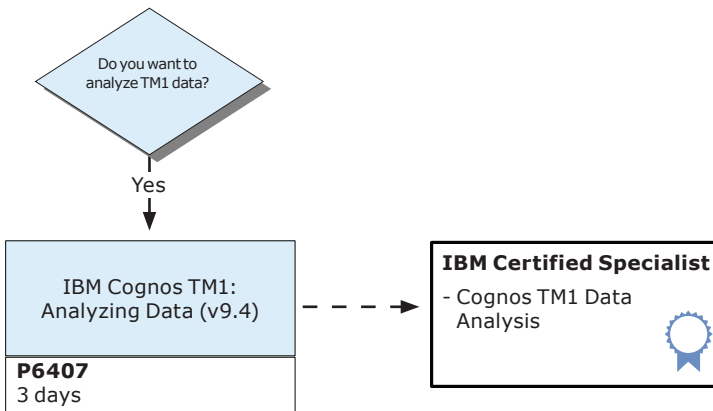 Do you want to
analyze TM1 data?
Yes
IBM Cognos TM1:
Analyzing Data (v9.4)
P6407
3 days
IBM Certified Specialist
- Cognos TM1 Data
Analysis